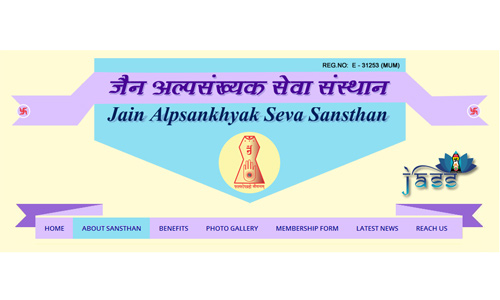 REG.NO: E - 31253 (MUM)
जैन अल्पसंख्यक सेवा संस्थान
Jain Alpsankhyak Seva Sansthan
jass
HOME ABOUT SANSTHAN BENEFITS PHOTO GALLERY MEMBERSHIP FORM LATEST NEWS REACH US